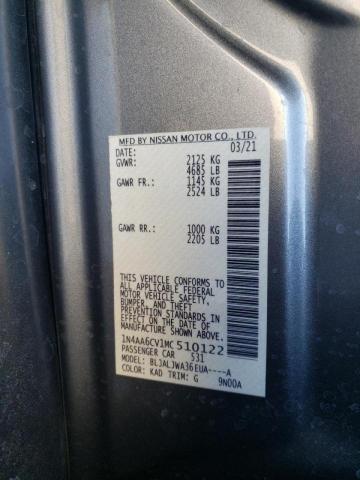 MFD BY NISSAN MOTOR CO., LTD.
DATE: 03/21
GVWR: 2125 KG
4685 LB
GAWR FR.: 1145 KG
2524 LB
GAWR RR.: 1000 KG
2205 LB
THIS VEHICLE CONFORMS TO
ALL APPLICABLE FEDERAL
MOTOR VEHICLE SAFETY,
BUMPER, AND THEFT
PREVENTION STANDARDS
IN EFFECT ON THE DATE OF
MANUFACTURE SHOWN ABOVE.
1N4AA6CV1MC510122
PASSENGER CAR 531
MODEL: BLJALJWA36EUA----A
COLOR: KAD TRIM: G 9N00A